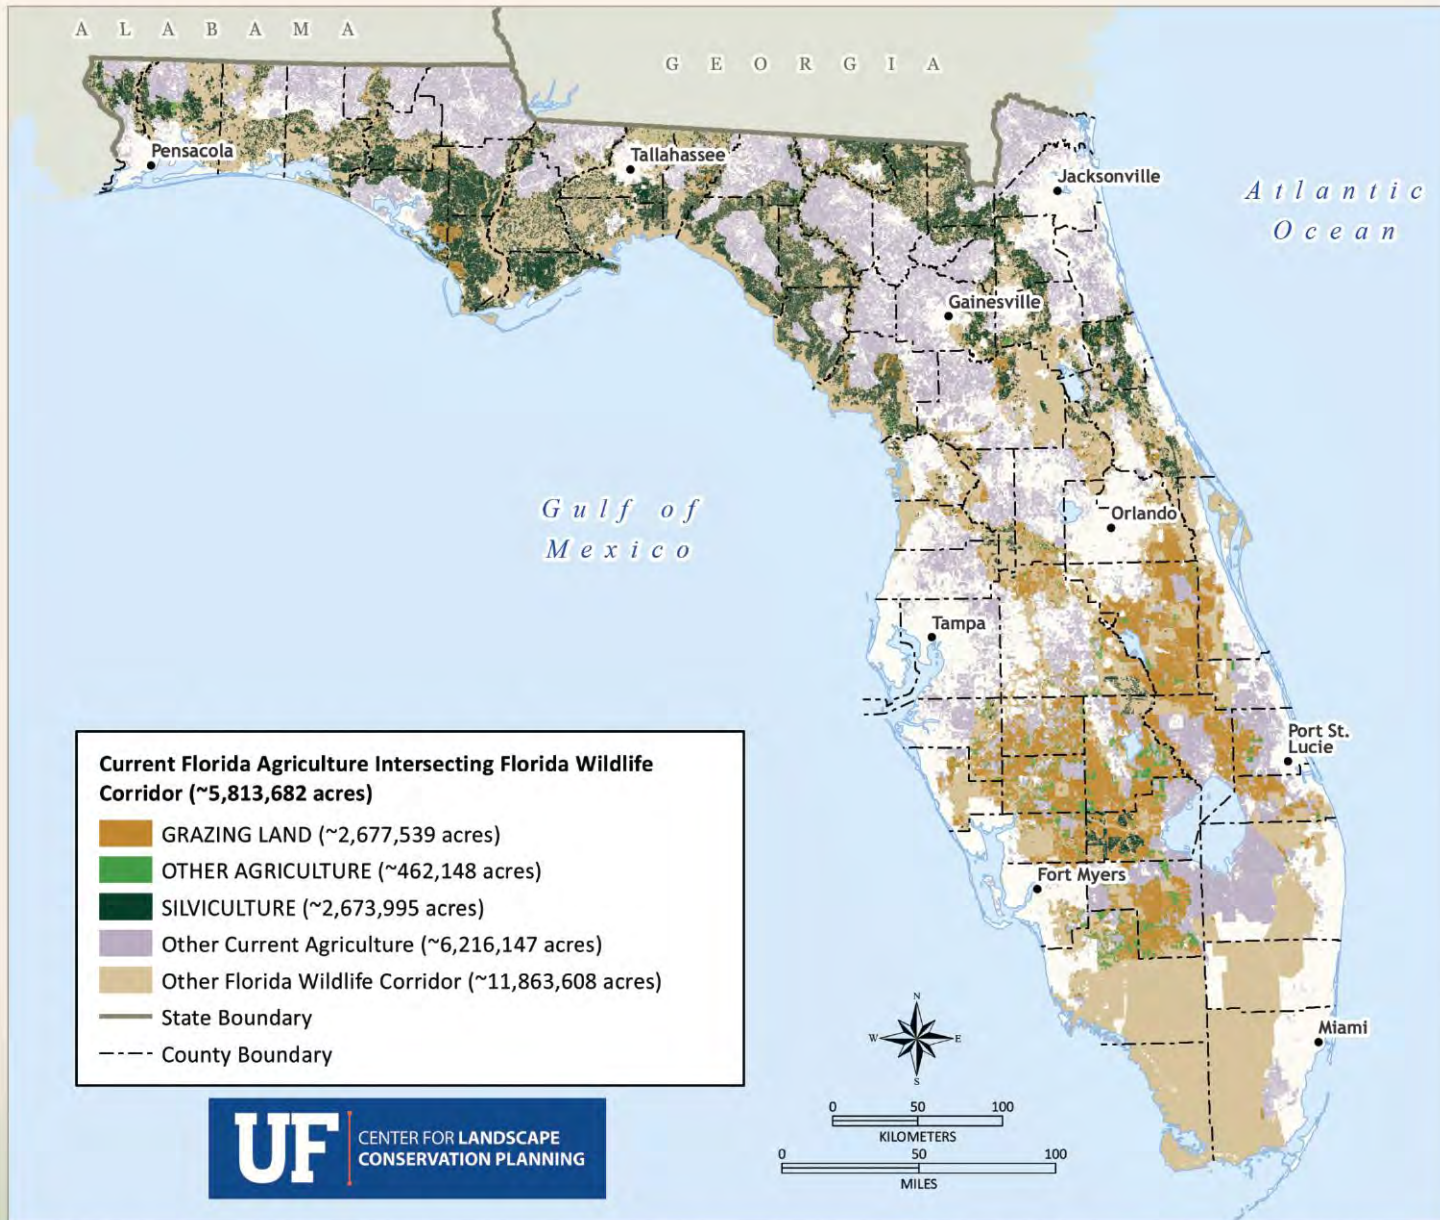 A L A B A M A
G E O R G I A
Pensacola
Tallahassee
Jacksonville
Atlantic
Ocean
Gainesville
Gulf of
Mexico
Orlando
Tampa
Port St.
Lucie
Fort Myers
Miami
Current Florida Agriculture Intersecting Florida Wildlife
Corridor (~5,813,682 acres)
GRAZING LAND (~2,677,539 acres)
OTHER AGRICULTURE (~462,148 acres)
SILVICULTURE (~2,673,995 acres)
Other Current Agriculture (~6,216,147 acres)
Other Florida Wildlife Corridor (~11,863,608 acres)
State Boundary
County Boundary
N
W E
S
0 50 100
KILOMETERS
0 50 100
MILES
UF
CENTER FOR LANDSCAPE
CONSERVATION PLANNING